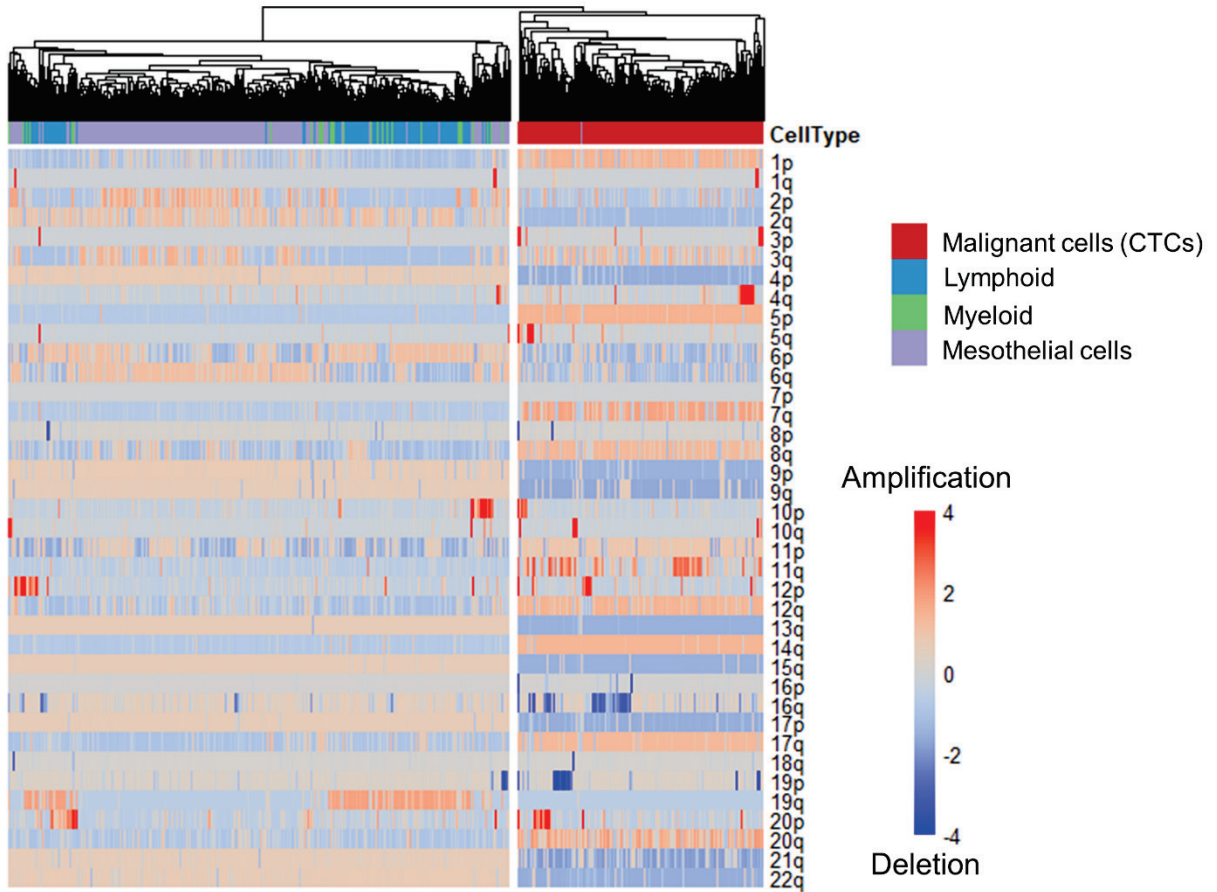 CellType
1p
1q
2p
2q
3p
3q
4p
4q
5p
5q
6p
6q
7p
7q
8p
8q
9p
9q
10p
10q
11p
11q
12p
12q
13q
14q
15q
16p
16q
17p
17q
18q
19p
19q
20p
20q
21q
22q
Malignant cells (CTCs)
Lymphoid
Myeloid
Mesothelial cells
Amplification
4
2
0
-2
-4
Deletion